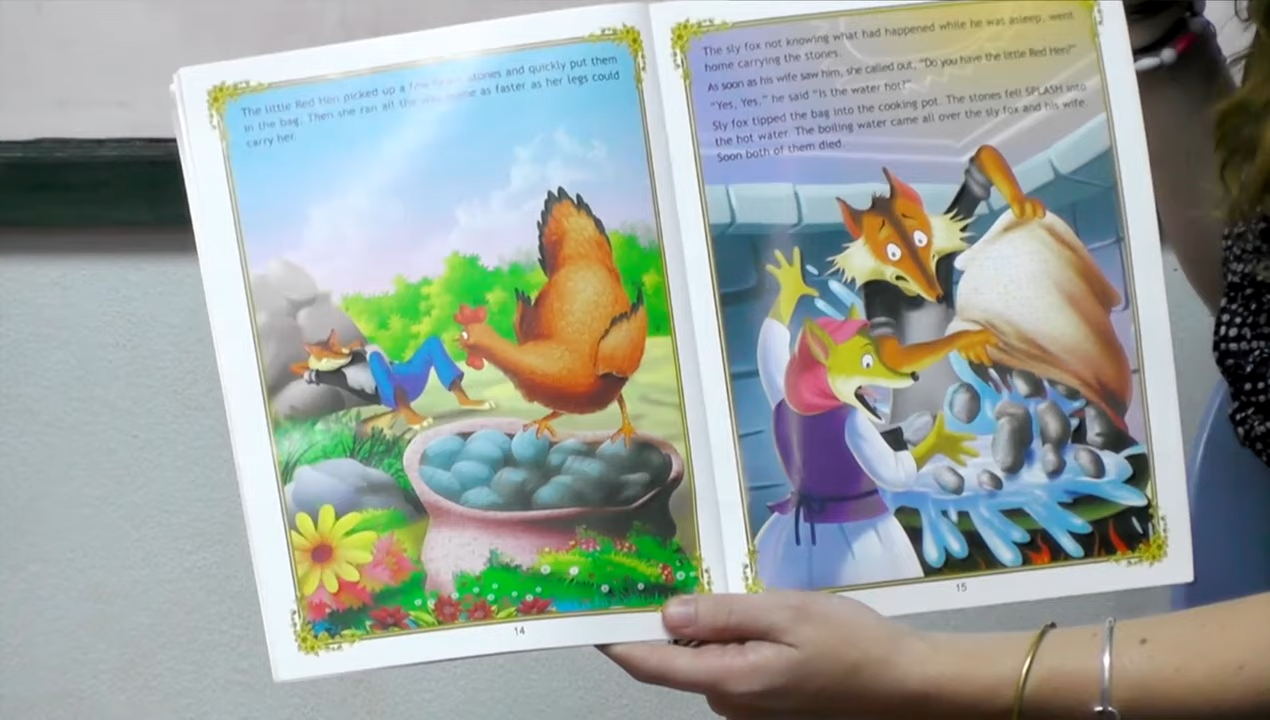 The little Red Hen picked up a few stones and quickly put them
in the bag. Then she ran all the way home as faster as her legs could
carry her.
14
The sly fox not knowing what had happened while he was asleep, went
home carrying the stones.
As soon as his wife saw him, she called out, "Do you have the little Red Hen?"
"Yes, Yes," he said "Is the water hot?"
Sly fox tipped the bag into the cooking pot. The stones fell SPLASH into
the hot water. The boiling water came all over the sly fox and his wife.
Soon both of them died.
15